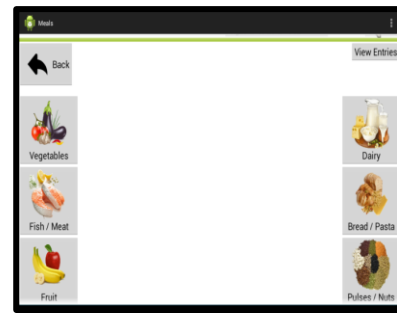 Meals
View Entries
Back
Vegetables
Dairy
Fish / Meat
Bread / Pasta
Fruit
Pulses / Nuts